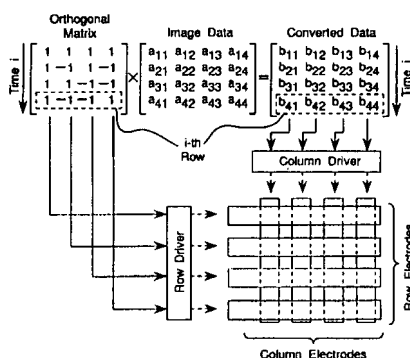 Orthogonal Matrix Image Data Converted Data
Time i
1 1 1 1
1 -1 1 -1
1 1 -1 -1
1 -1 -1 1
×
a11 a12 a13 a14
a21 a22 a23 a24
a31 a32 a33 a34
a41 a42 a43 a44
=
b11 b12 b13 b14
b21 b22 b23 b24
b31 b32 b33 b34
b41 b42 b43 b44
Time i
i-th
Row
Column Driver
Row Driver
Row Electrodes
Column Electrodes